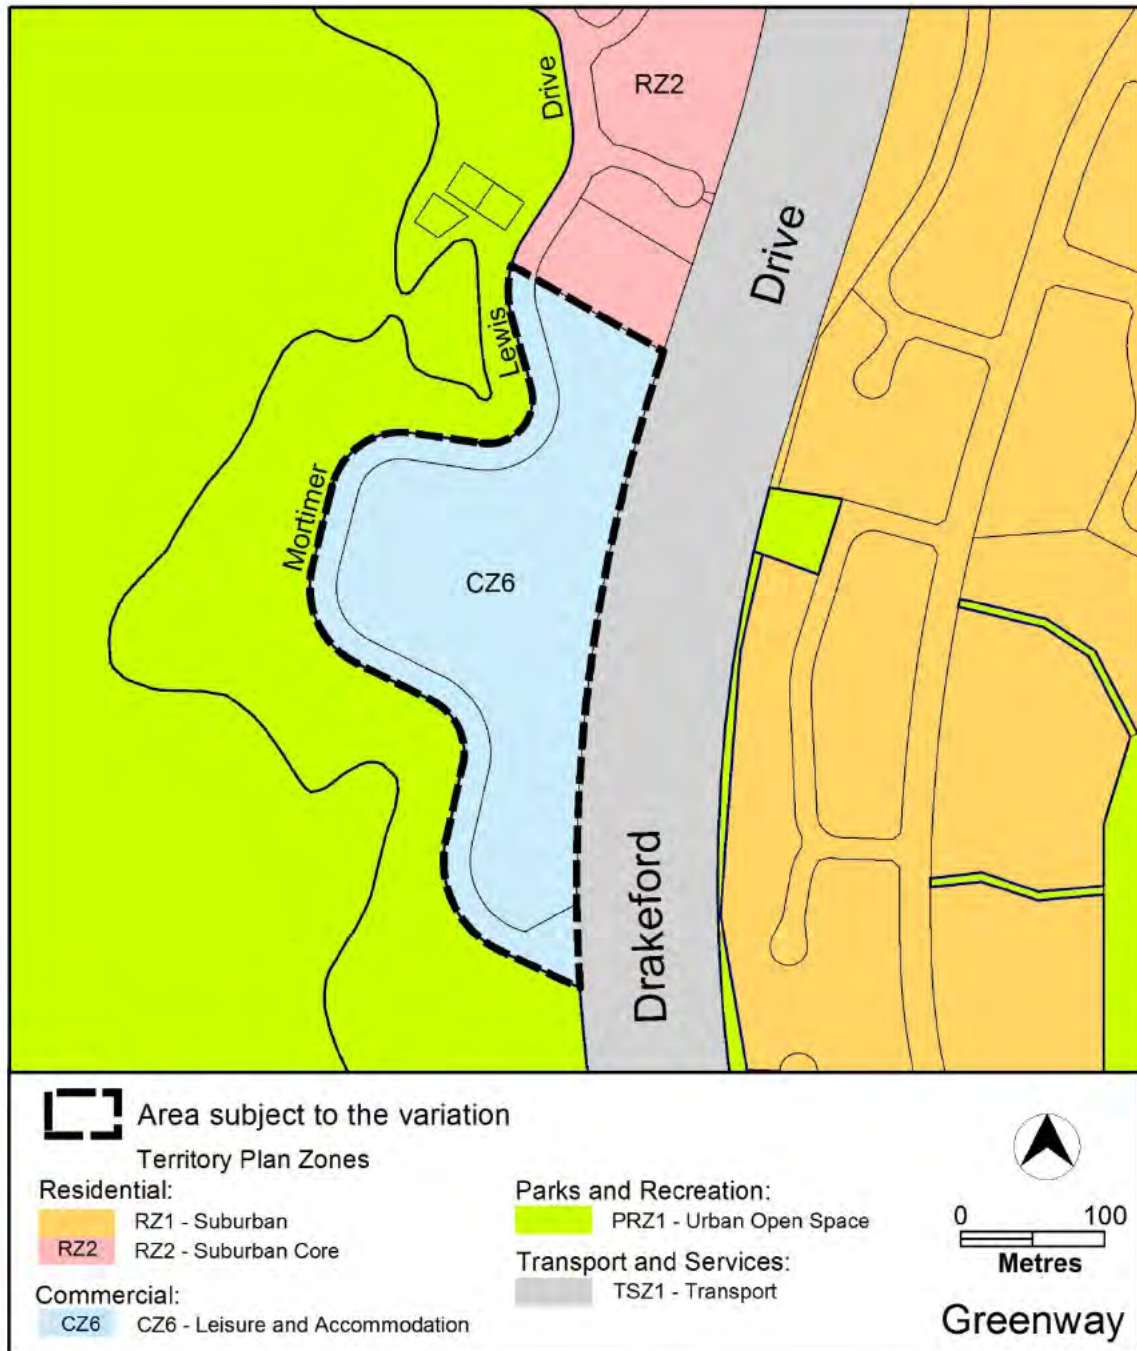 RZ2
Drive
Drive
Lewis
Mortimer
CZ6
Drakeford
Area subject to the variation
Territory Plan Zones
Residential:
RZ1 - Suburban
RZ2 RZ2 - Suburban Core
Commercial:
CZ6 CZ6 - Leisure and Accommodation
Parks and Recreation:
PRZ1 - Urban Open Space
Transport and Services:
TSZ1 - Transport
0 100
Metres
Greenway